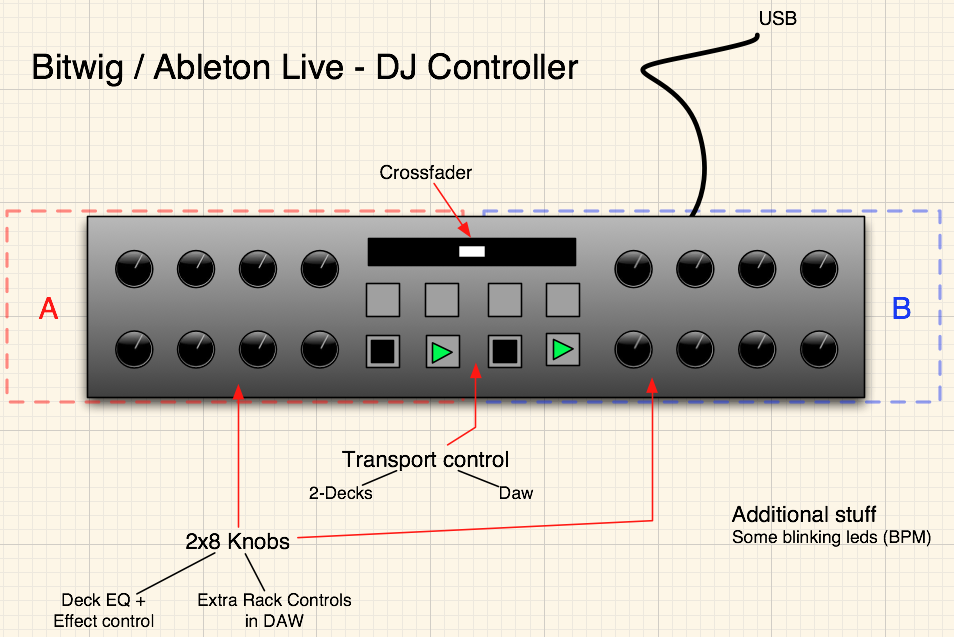 USB
Bitwig / Ableton Live - DJ Controller
Crossfader
A
B
Transport control
2-Decks
Daw
2x8 Knobs
Deck EQ +
Effect control
Extra Rack Controls
in DAW
Additional stuff
Some blinking leds (BPM)